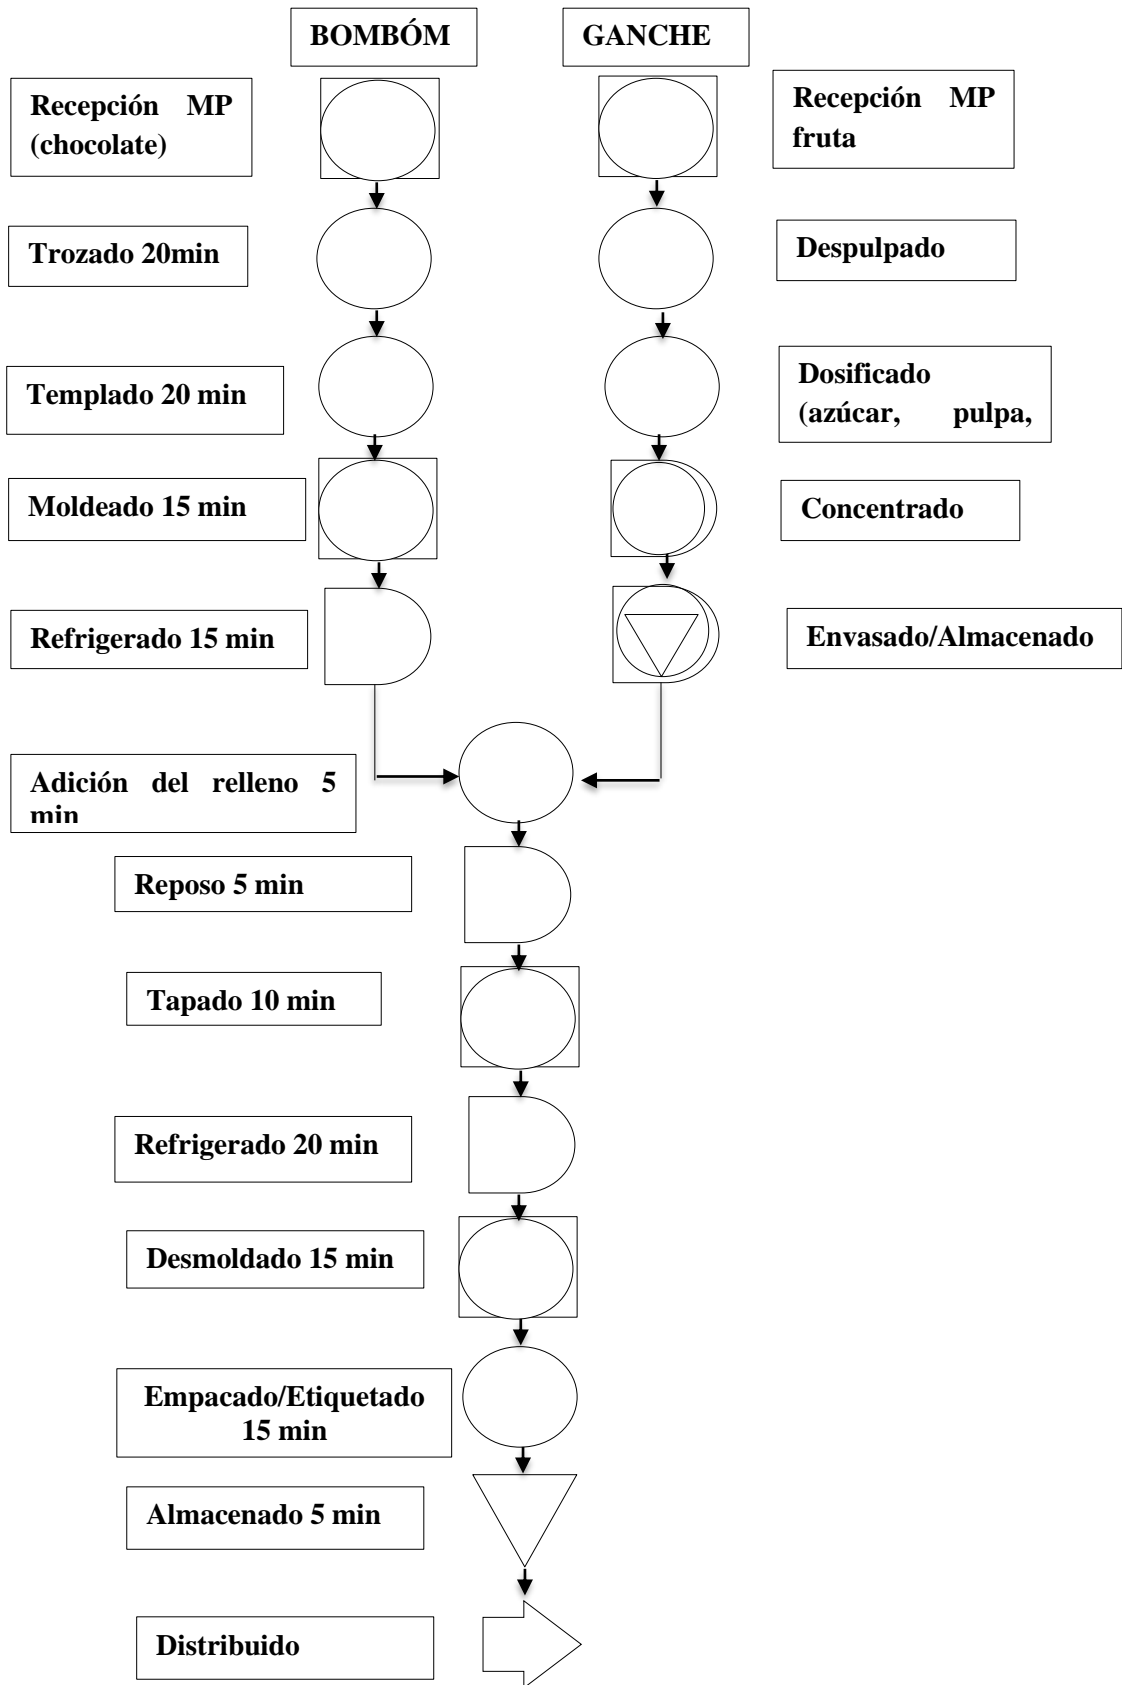 BOMBÓM
GANCHE
Recepción MP
(chocolate)
Recepción MP
fruta
Trozado 20min
Despulpado
Templado 20 min
Dosificado
(azúcar, pulpa,
Moldeado 15 min
Concentrado
Refrigerado 15 min
Envasado/Almacenado
Adición del relleno 5
min
Reposo 5 min
Tapado 10 min
Refrigerado 20 min
Desmoldado 15 min
Empacado/Etiquetado
15 min
Almacenado 5 min
Distribuido